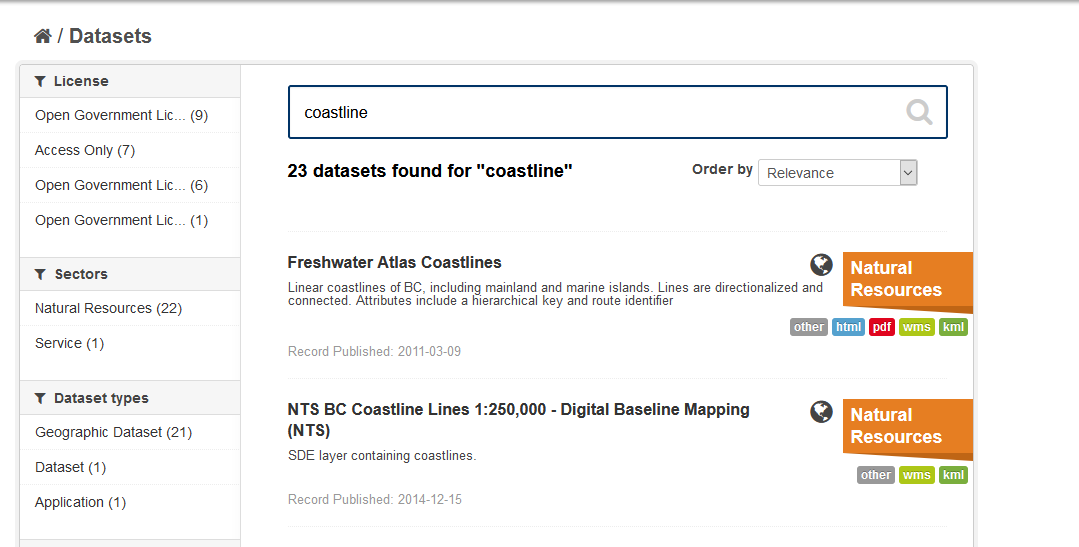 / Datasets
License
Open Government Lic... (9)
Access Only (7)
Open Government Lic... (6)
Open Government Lic... (1)
Sectors
Natural Resources (22)
Service (1)
Dataset types
Geographic Dataset (21)
Dataset (1)
Application (1)
coastline
23 datasets found for "coastline"
Order by Relevance
Freshwater Atlas Coastlines
Linear coastlines of BC, including mainland and marine islands. Lines are directionalized and
connected. Attributes include a hierarchical key and route identifier
Natural
Resources
other html pdf wms kml
Record Published: 2011-03-09
NTS BC Coastline Lines 1:250,000 - Digital Baseline Mapping
(NTS)
SDE layer containing coastlines.
Natural
Resources
other wms kml
Record Published: 2014-12-15